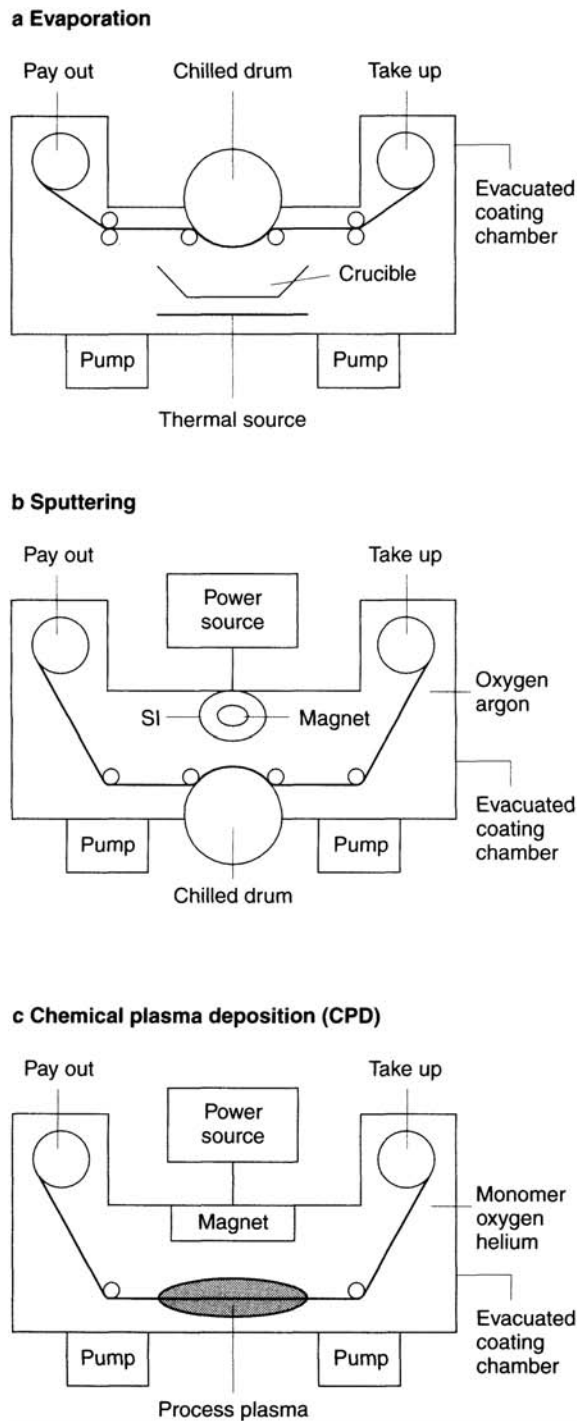 a Evaporation
Pay out
Chilled drum
Take up
Evacuated
coating
chamber
Crucible
Pump
Pump
Thermal source
b Sputtering
Pay out
Take up
Power
source
Oxygen
argon
SI
Magnet
Evacuated
coating
chamber
Pump
Pump
Chilled drum
c Chemical plasma deposition (CPD)
Pay out
Take up
Power
source
Monomer
oxygen
helium
Magnet
Evacuated
coating
chamber
Pump
Pump
Process plasma